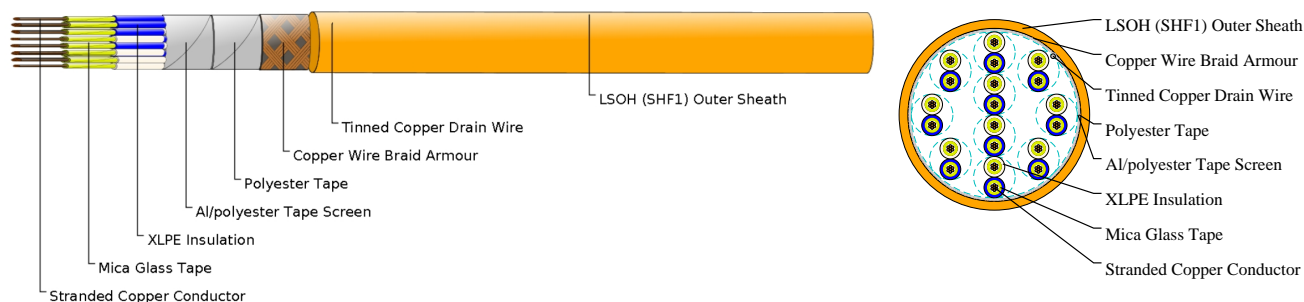 LSOH (SHF1) Outer Sheath
Tinned Copper Drain Wire
Copper Wire Braid Armour
Polyester Tape
Al/polyester Tape Screen
XLPE Insulation
Mica Glass Tape
Stranded Copper Conductor
LSOH (SHF1) Outer Sheath
Copper Wire Braid Armour
Tinned Copper Drain Wire
Polyester Tape
Al/polyester Tape Screen
XLPE Insulation
Mica Glass Tape
Stranded Copper Conductor